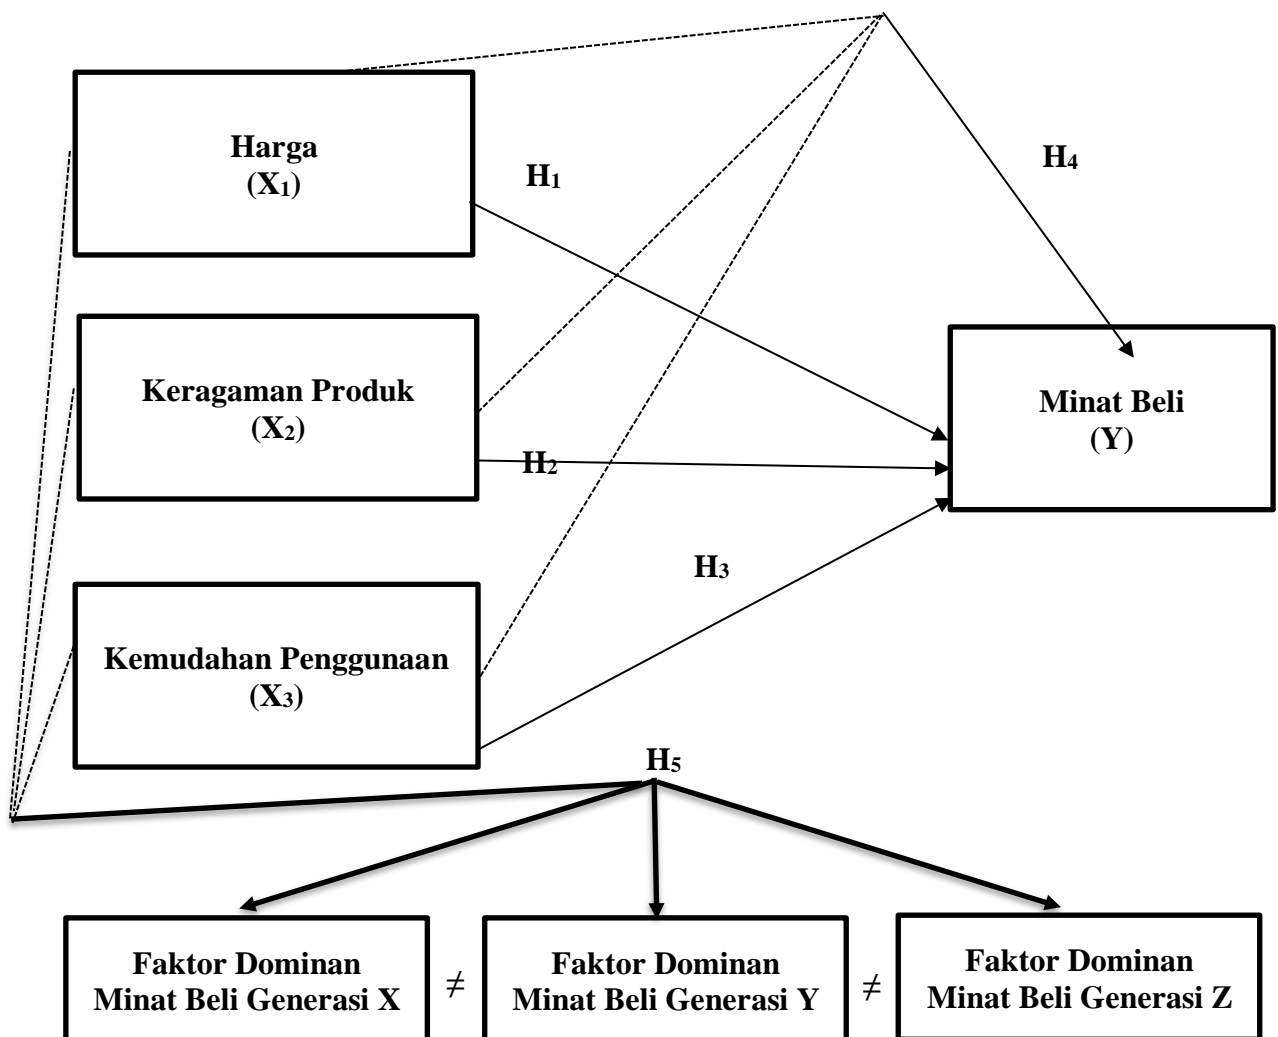 Harga
(X₁)
H₁
H₄
Keragaman Produk
(X₂)
H₂
Minat Beli
(Y)
H₃
Kemudahan Penggunaan
(X₃)
H₅
Faktor Dominan
Minat Beli Generasi X
≠
Faktor Dominan
Minat Beli Generasi Y
≠
Faktor Dominan
Minat Beli Generasi Z